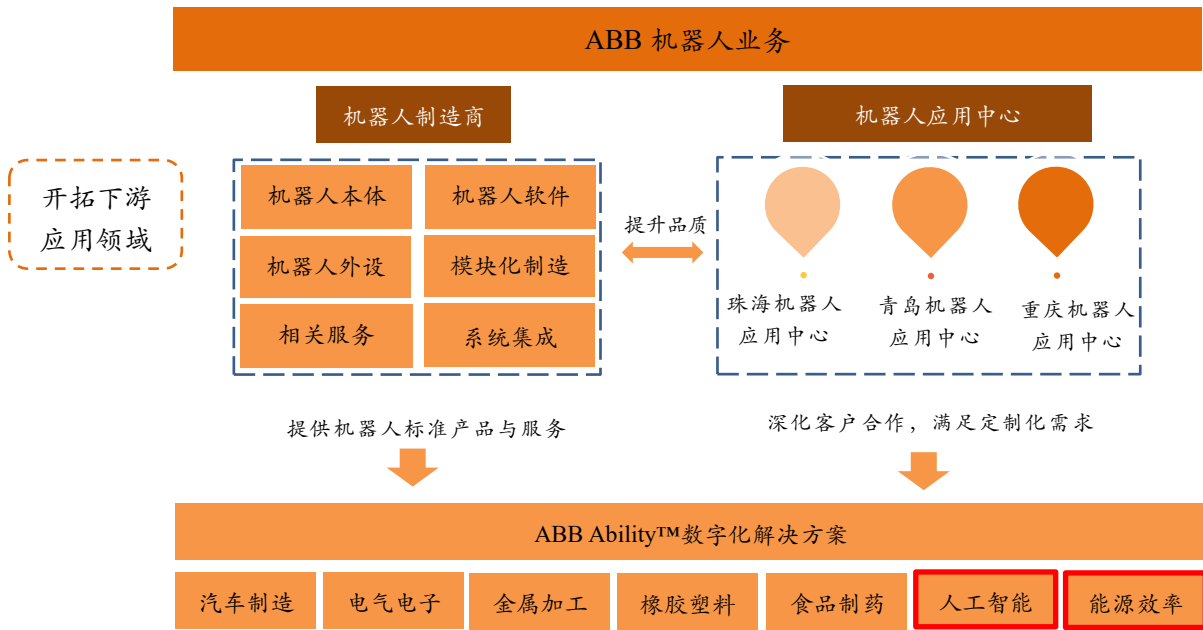 ABB 机器人业务
机器人制造商
机器人应用中心
开拓下游
应用领域
机器人本体
机器人软件
机器人外设
模块化制造
相关服务
系统集成
提升品质
珠海机器人
应用中心
青岛机器人
应用中心
重庆机器人
应用中心
提供机器人标准产品与服务
深化客户合作，满足定制化需求
ABB Ability™数字化解决方案
汽车制造
电气电子
金属加工
橡胶塑料
食品制药
人工智能
能源效率